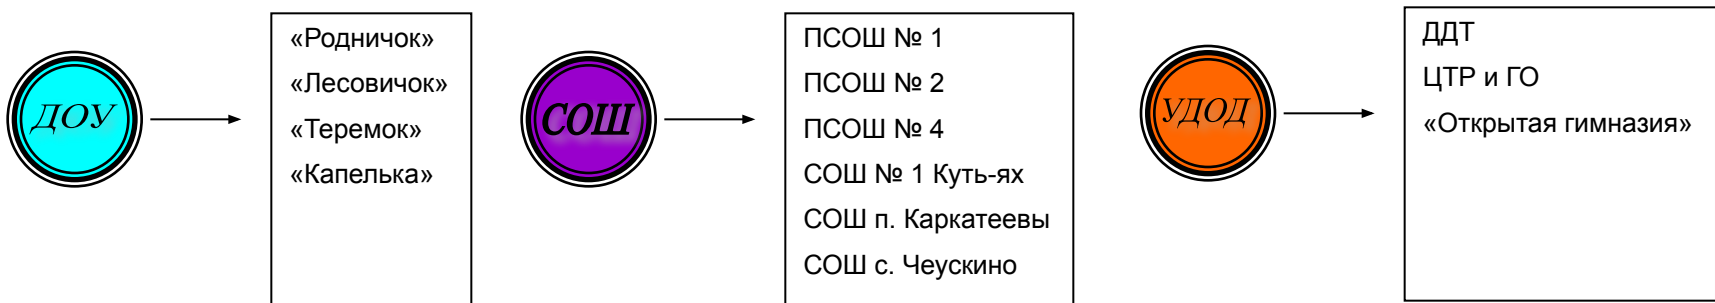 ДОУ
«Родничок»
«Лесовичок»
«Теремок»
«Капелька»
СОШ
ПСОШ № 1
ПСОШ № 2
ПСОШ № 4
СОШ № 1 Куть-ях
СОШ п. Каркатеевы
СОШ с. Чеускино
УДОД
ДДТ
ЦТР и ГО
«Открытая гимназия»